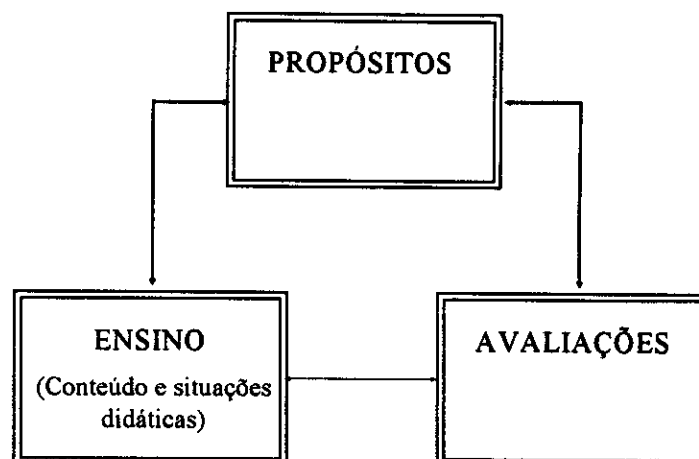 PROPÓSITOS
ENSINO
(Conteúdo e situações
didáticas)
AVALIAÇÕES